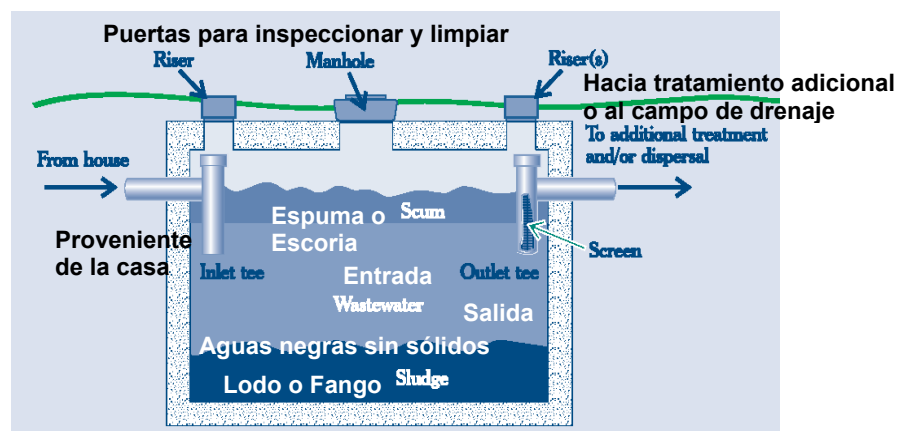 Puertas para inspeccionar y limpiar
Riser
Manhole
Riser(s)
Hacia tratamiento adicional
o al campo de drenaje
To additional treatment
and/or dispersal
From house
Espuma o
Escoria
Scum
Proveniente
de la casa
Inlet tee
Entrada
Outlet tee
Screen
Wastewater
Salida
Aguas negras sin sólidos
Lodo o Fango
Sludge